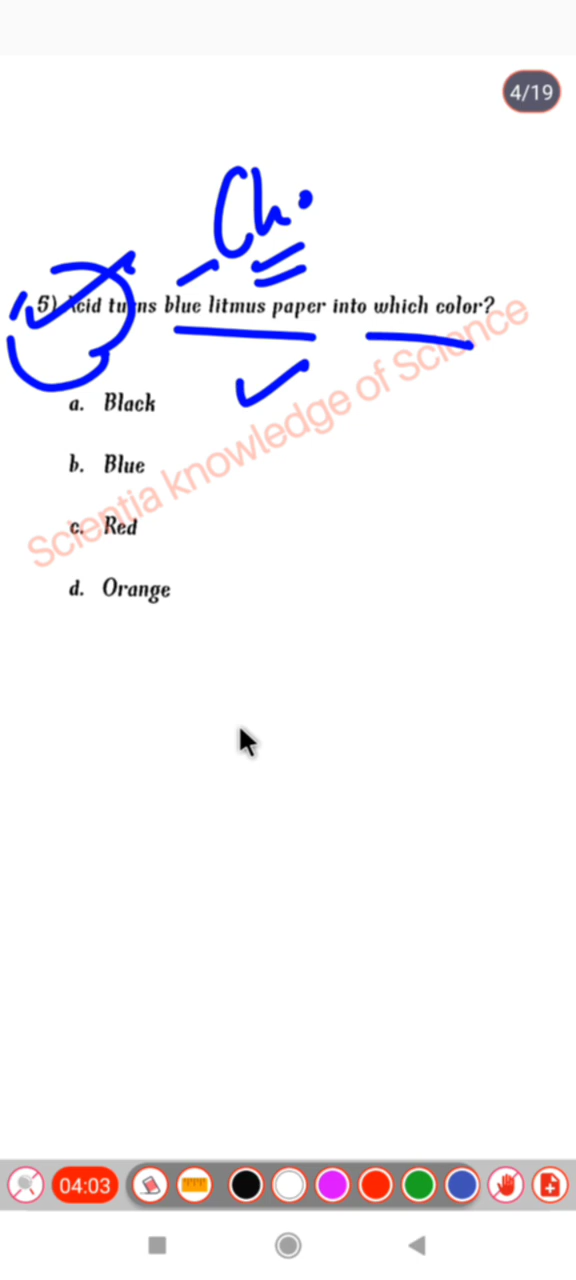 4/19
Ch.
5) Acid turns blue litmus paper into which color?
a. Black
b. Blue
c. Red
d. Orange
Scientia knowledge of Science
04:03